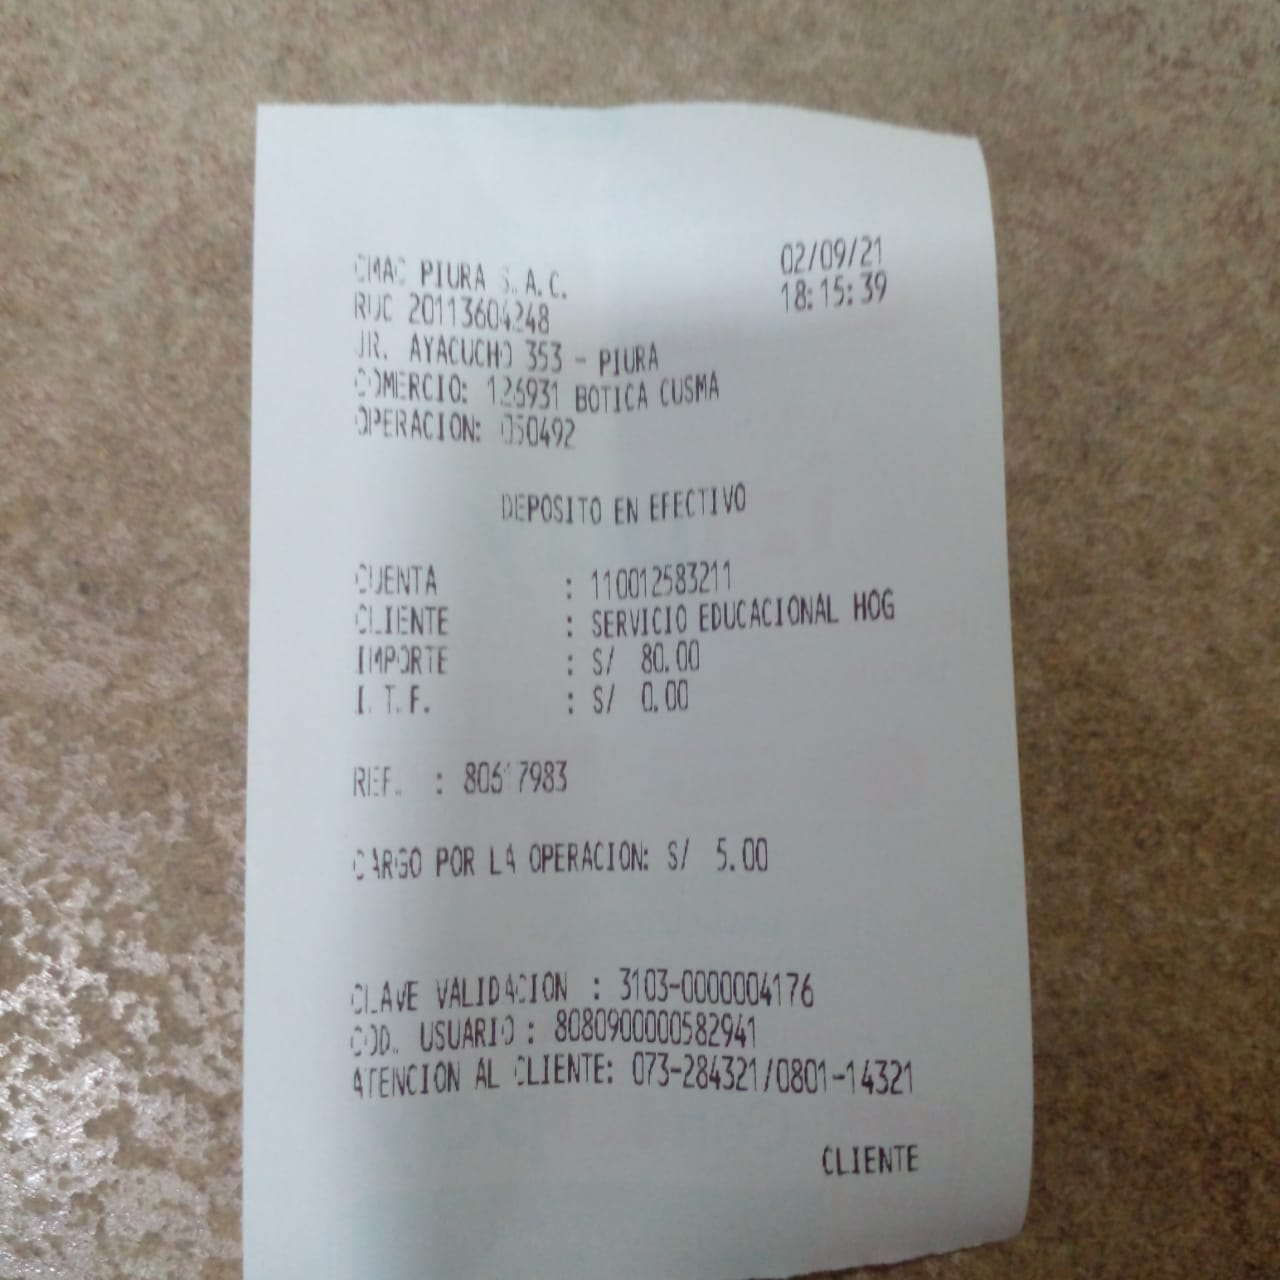 CMAC PIURA S.A.C.
02/09/21
18:15:39
RUC 20113604248
JR. AYACUCHO 353 - PIURA
COMERCIO: 126931 BOTICA CUSMA
OPERACION: 050492
DEPOSITO EN EFECTIVO
CUENTA : 110012583211
CLIENTE : SERVICIO EDUCACIONAL HOG
IMPORTE : S/ 80.00
I.T.F. : S/ 0.00
REF. : 80617983
CARGO POR LA OPERACION: S/ 5.00
CLAVE VALIDACION : 3103-0000004176
COD. USUARIO : 8080900000582941
ATENCION AL CLIENTE: 073-284321/0801-14321
CLIENTE